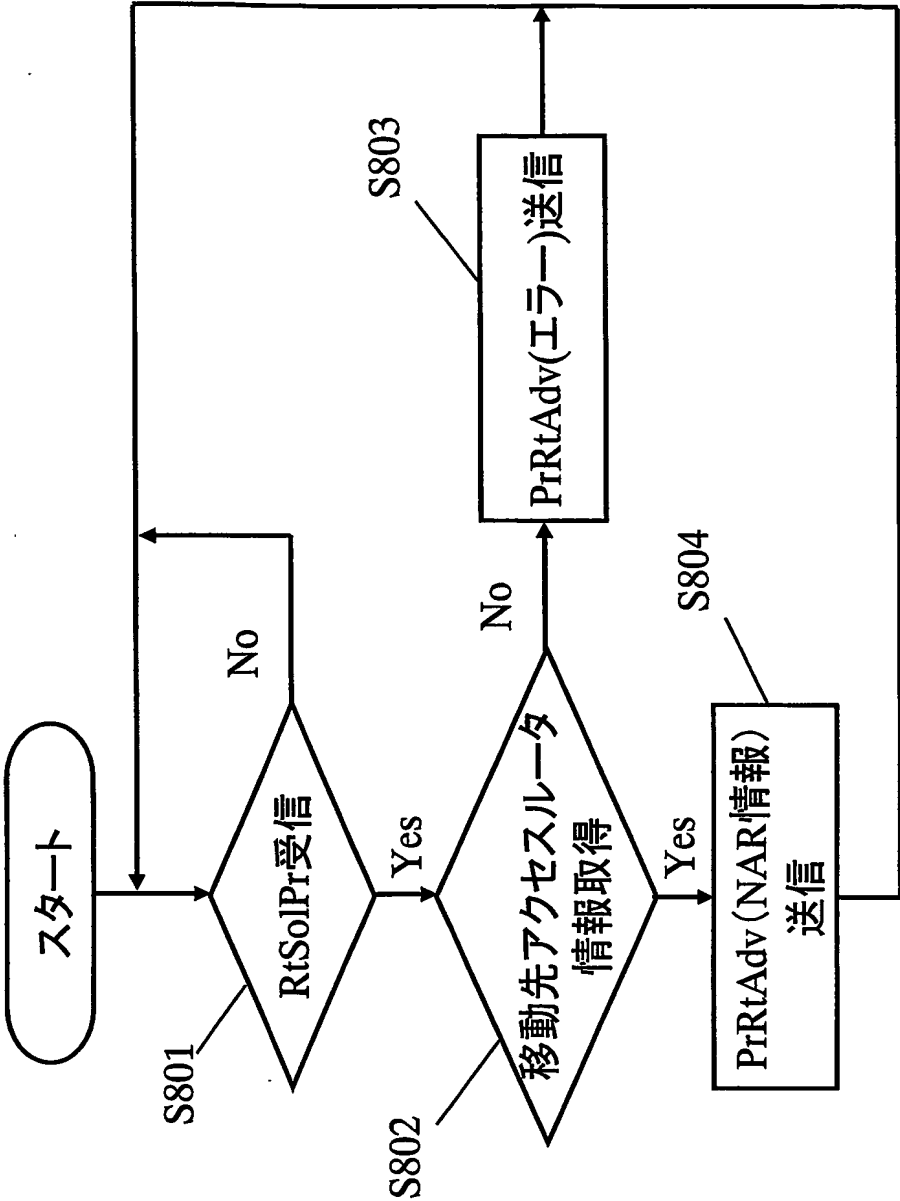 スタート
S801
RtSolPr受信
No
Yes
S802
移動先アクセスルータ
情報取得
No
S803
PrRtAdv(エラー)送信
Yes
S804
PrRtAdv(NAR情報)
送信